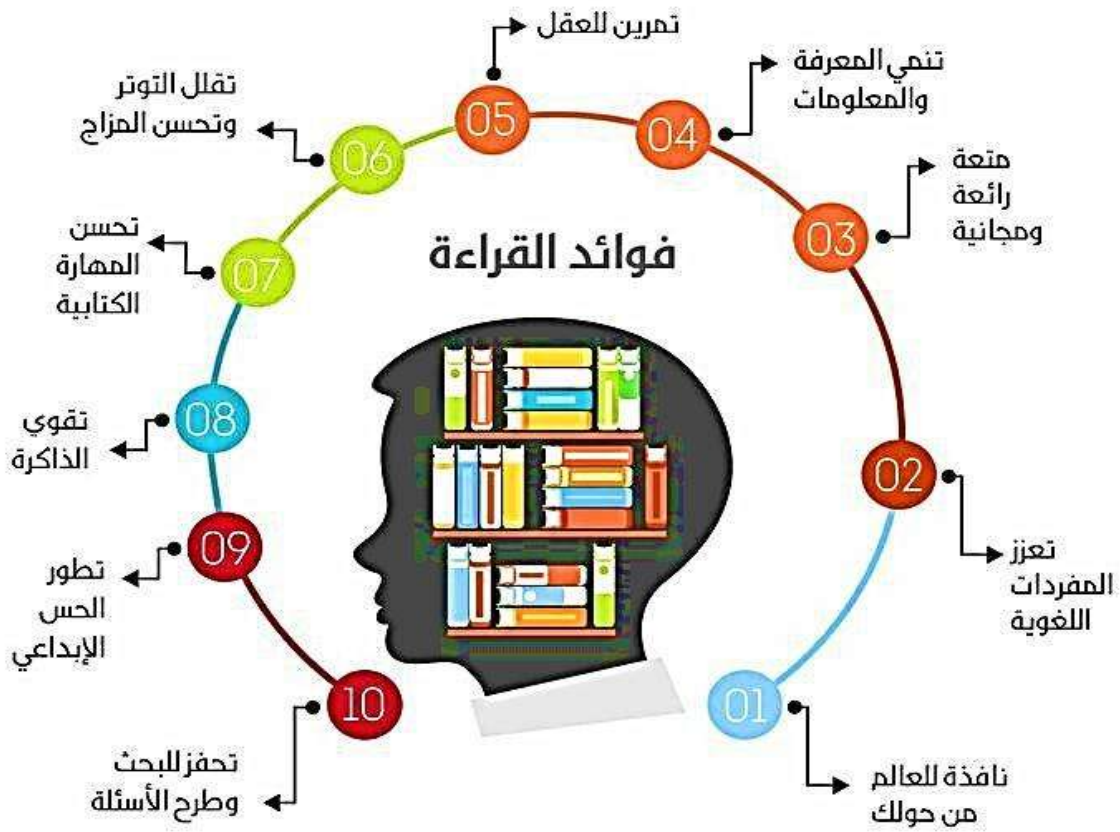 فوائد القراءة
01
نافذة للعالم
من حولك
02
تعزز
المفردات
اللغوية
03
متعة
رائعة
ومجانية
04
تنمي المعرفة
والمعلومات
05
تمرين للعقل
06
تقلل التوتر
وتحسن المزاج
07
تحسن
المهارة
الكتابية
08
تقوي
الذاكرة
09
تطور
الحس
الإبداعي
10
تحفز للبحث
وطرح الأسئلة